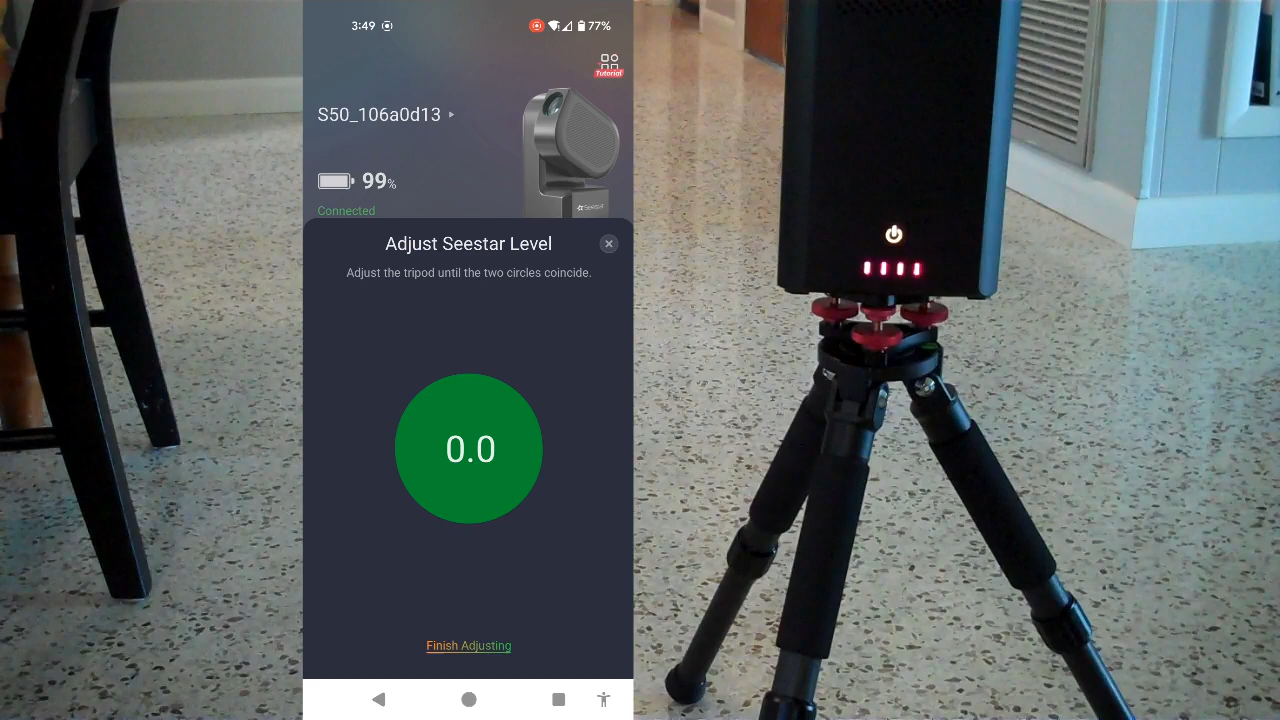 3:49
77%
Tutorial
S50_106a0d13
99%
Connected
Seestar
Adjust Seestar Level
Adjust the tripod until the two circles coincide.
0.0
Finish Adjusting